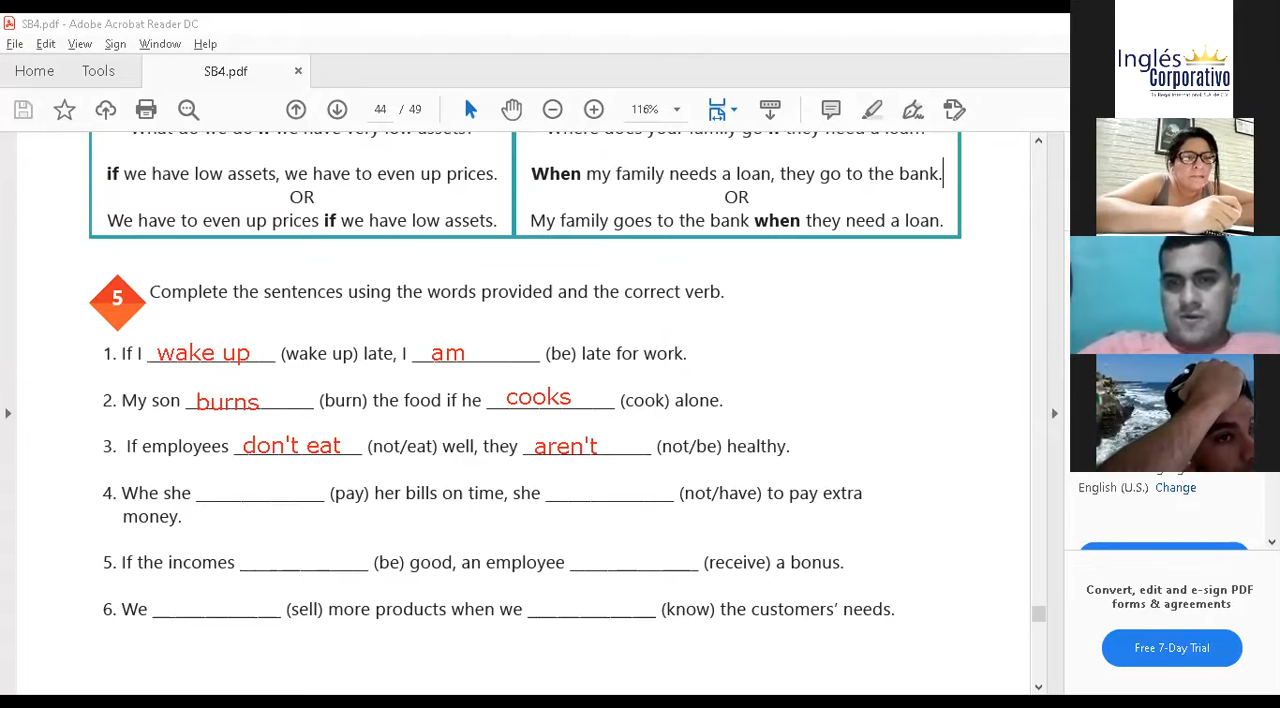 SB4.pdf - Adobe Acrobat Reader DC
File Edit View Sign Window Help
Home Tools SB4.pdf ×
44 / 49 116%
if we have low assets, we have to even up prices.
OR
We have to even up prices if we have low assets.
When my family needs a loan, they go to the bank.
OR
My family goes to the bank when they need a loan.
5 Complete the sentences using the words provided and the correct verb.
1. If I wake up (wake up) late, I am (be) late for work.
2. My son burns (burn) the food if he cooks (cook) alone.
3. If employees don't eat (not/eat) well, they aren't (not/be) healthy.
4. Whe she ____________ (pay) her bills on time, she ____________ (not/have) to pay extra
money.
5. If the incomes ____________ (be) good, an employee ____________ (receive) a bonus.
6. We ____________ (sell) more products when we ____________ (know) the customers' needs.
Inglés
Corporativo
English (U.S.) Change
Convert, edit and e-sign PDF
forms & agreements
Free 7-Day Trial